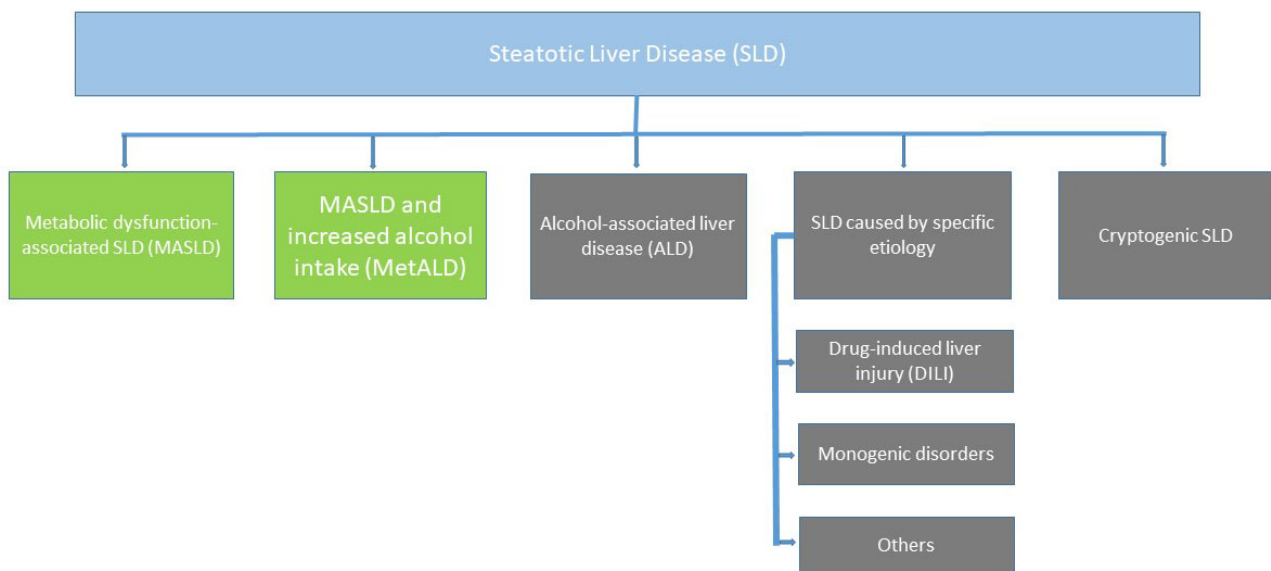 Steatotic Liver Disease (SLD)
Metabolic dysfunction-
associated SLD (MASLD)
MASLD and
increased alcohol
intake (MetALD)
Alcohol-associated liver
disease (ALD)
SLD caused by specific
etiology
Cryptogenic SLD
Drug-induced liver
injury (DILI)
Monogenic disorders
Others